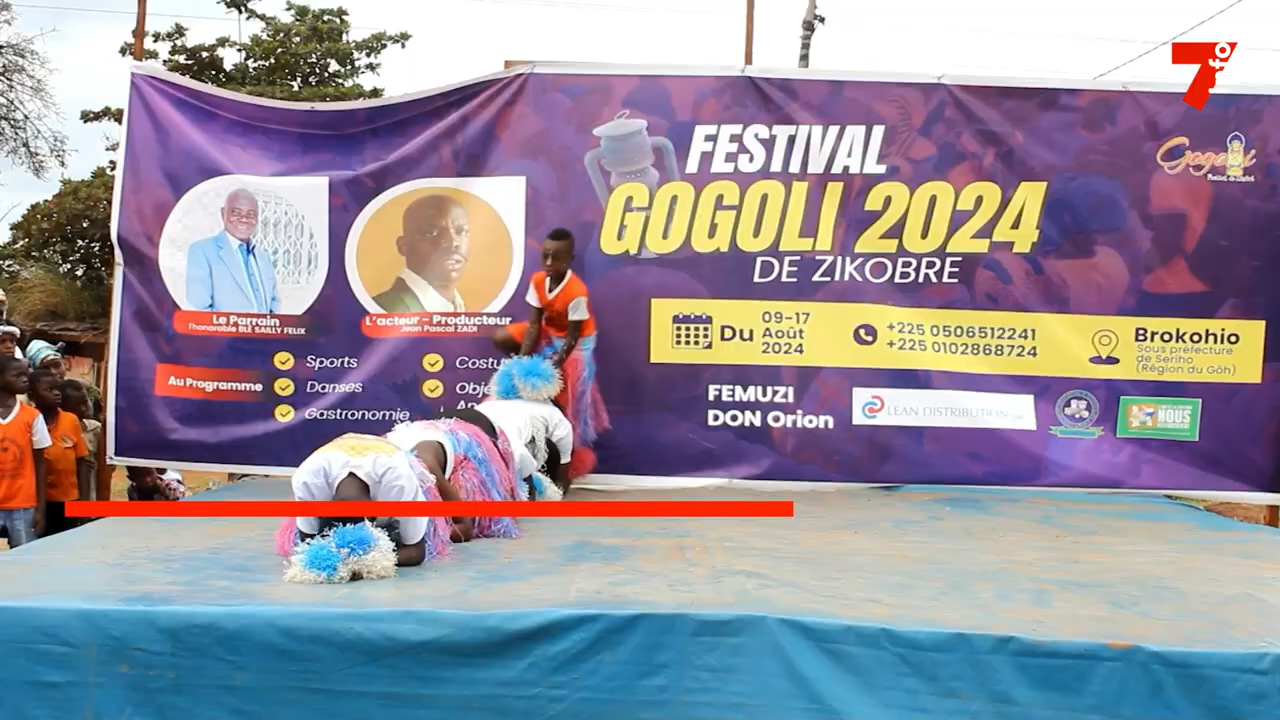 7
info
Gogoli
FESTIVAL
GOGOLI 2024
DE ZIKOBRE
Le Parrain
l'honorable BLE SAILLY FELIX
L'acteur - Producteur
Jean Pascal ZADI
Au Programme
Sports
Danses
Gastronomie
Costu
Obje
Du
09-17
Août
2024
+225 0506512241
+225 0102868724
Brokohio
Sous préfecture
de Seriho
(Région du Gôh)
FEMUZI
DON Orion
LEAN DISTRIBUTION
NOUS